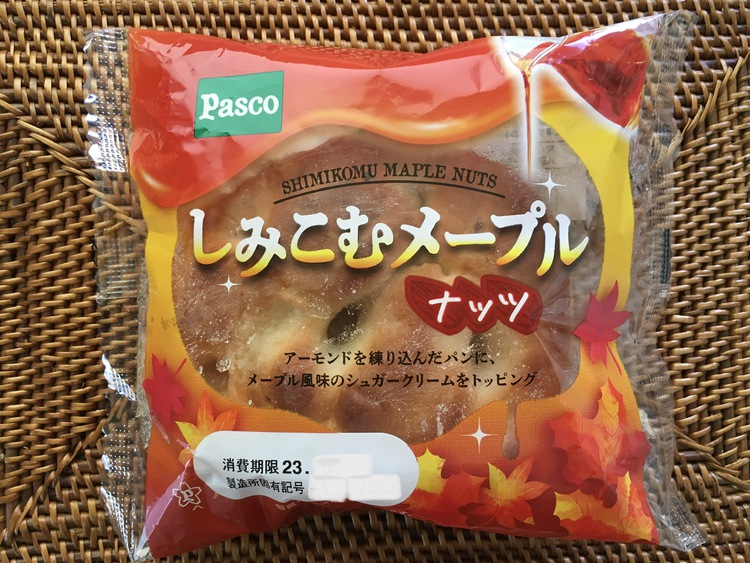 Pasco
SHIMIKOMU MAPLE NUTS
しみこむメープル
ナッツ
アーモンドを練り込んだパンに、
メープル風味のシュガークリームをトッピング
消費期限 23.
製造所固有記号